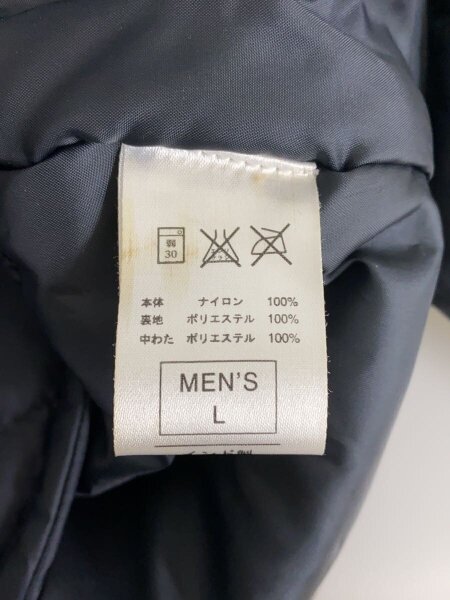 弱
30
本体 ナイロン 100%
裏地 ポリエステル 100%
中わた ポリエステル 100%
MEN'S
L